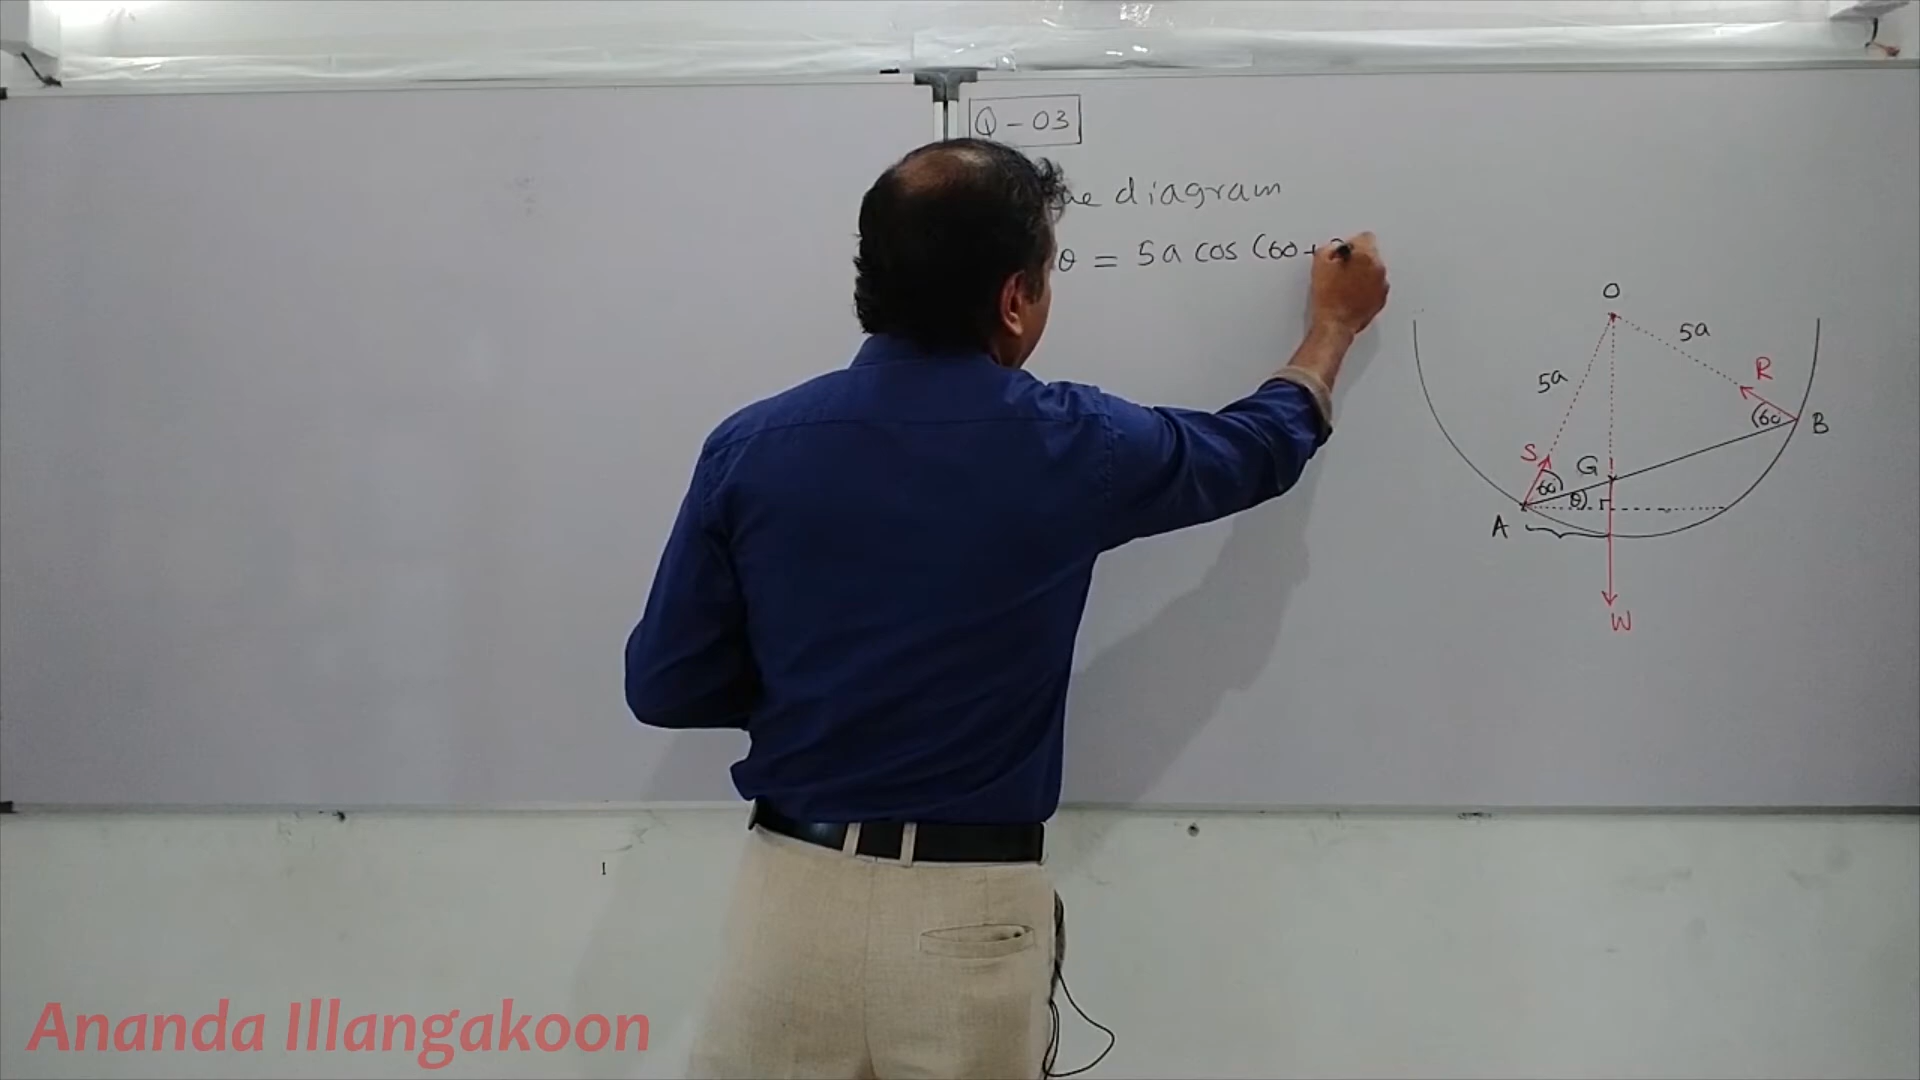 Q - 03
diagram
θ = 5a cos (60 +
O
5a
5a
R
60
B
S
G
60
θ
A
W
Ananda Illangakoon